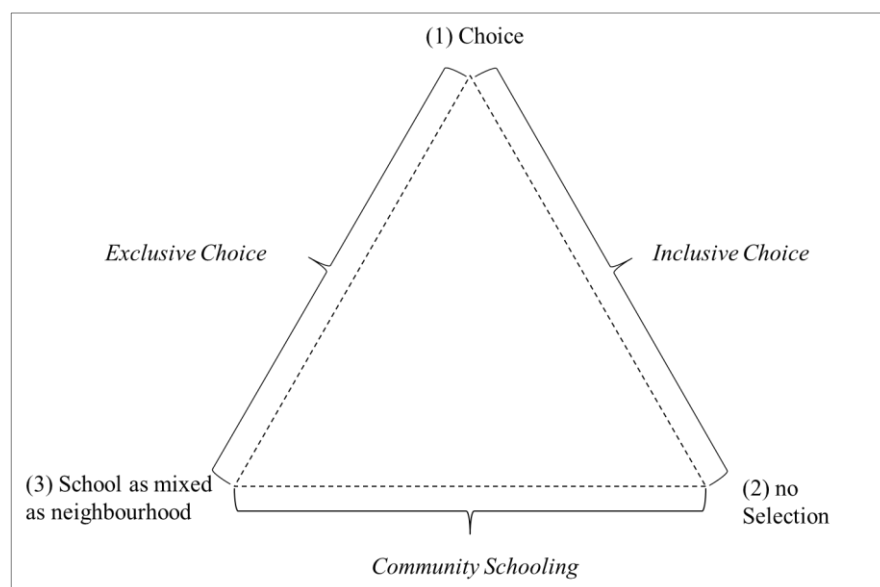 (1) Choice
Exclusive Choice
Inclusive Choice
(3) School as mixed
as neighbourhood
(2) no
Selection
Community Schooling